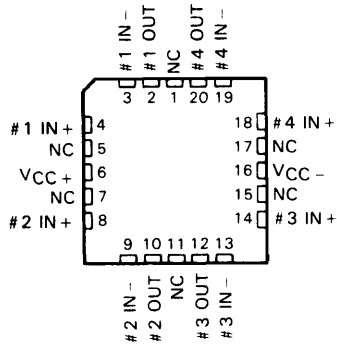 #1 IN -
#1 OUT
NC
#4 OUT
#4 IN -
3 2 1 20 19
#1 IN + 4
NC 5
VCC + 6
NC 7
#2 IN + 8
18 #4 IN +
17 NC
16 VCC -
15 NC
14 #3 IN +
9 10 11 12 13
#2 IN -
#2 OUT
NC
#3 OUT
#3 IN -